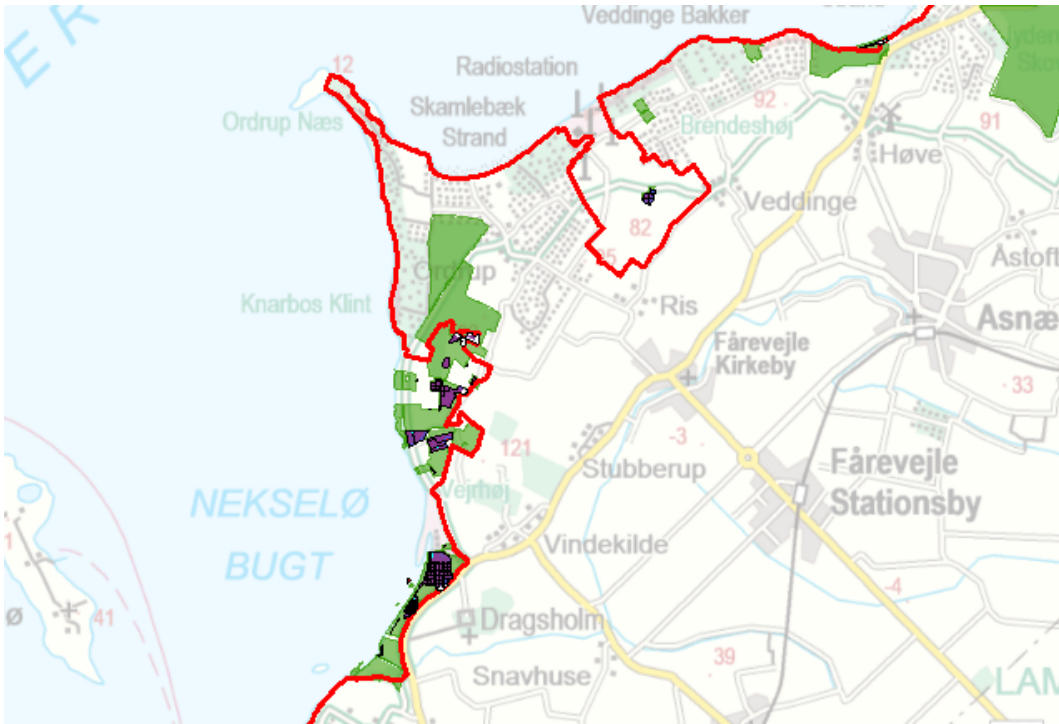 E R
Veddinge Bakker
12
Radiostation
Ordrup Næs
Skamlebæk
Strand
92
Brendeshøj
91
Høve
Veddinge
82
Ordrup
Åstoft
Knarbos Klint
Ris
Asnæ
Fårevejle
Kirkeby
33
121
-3
Stubberup
Fårevejle
Stationsby
Vejrhøj
NEKSELØ
BUGT
Vindekilde
-4
41
Ø
Dragsholm
39
Snavhuse
LAM